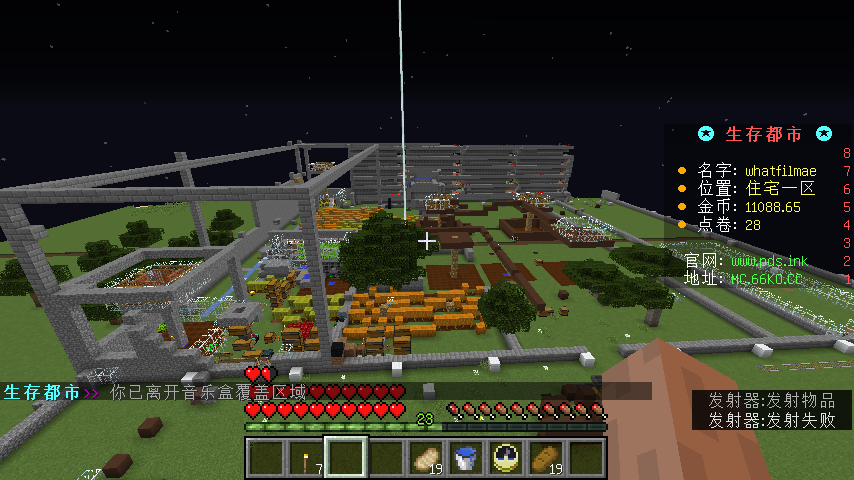 生存都市
8
名字: whatfilmae
7
位置: 住宅一区
6
金币: 11088.65
5
点卷: 28
4
3
官网: www.pds.ink
2
地址: MC.66KO.CC
1
生存都市>> 你已离开音乐盒覆盖区域
发射器:发射物品
发射器:发射失败
23
7
19
19